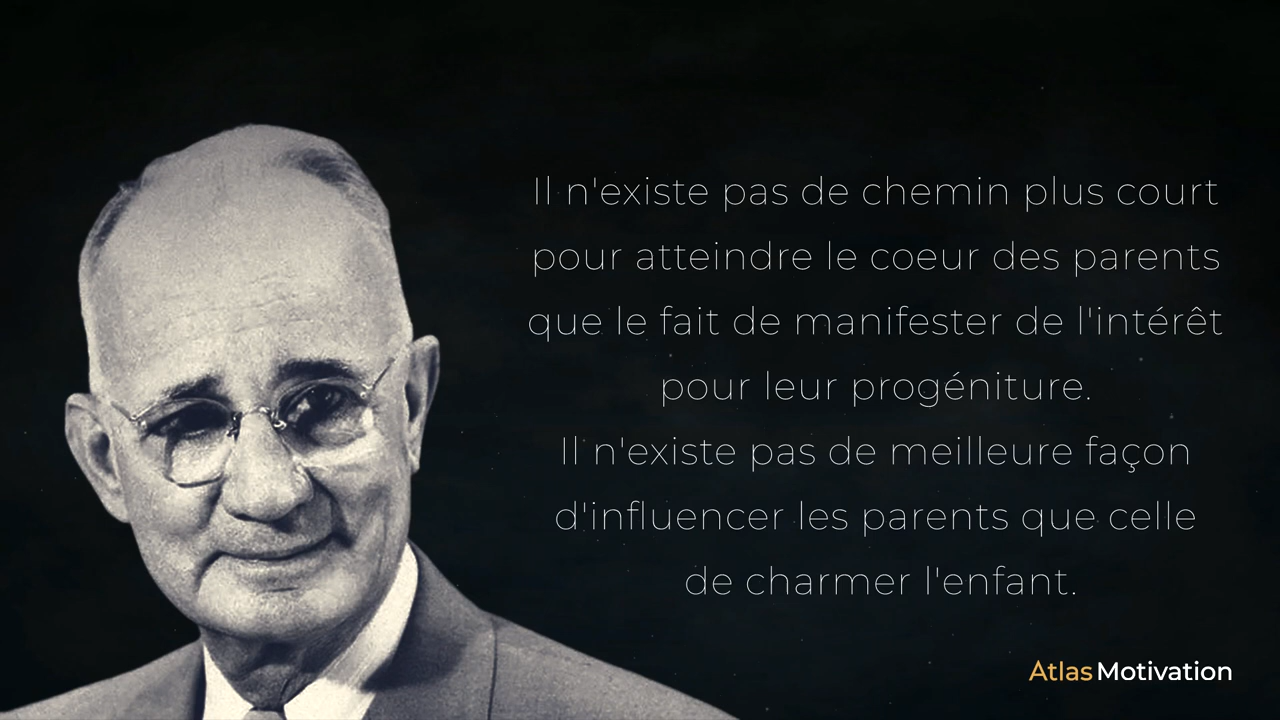 Il n'existe pas de chemin plus court
pour atteindre le coeur des parents
que le fait de manifester de l'intérêt
pour leur progéniture.
Il n'existe pas de meilleure façon
d'influencer les parents que celle
de charmer l'enfant.
Atlas Motivation